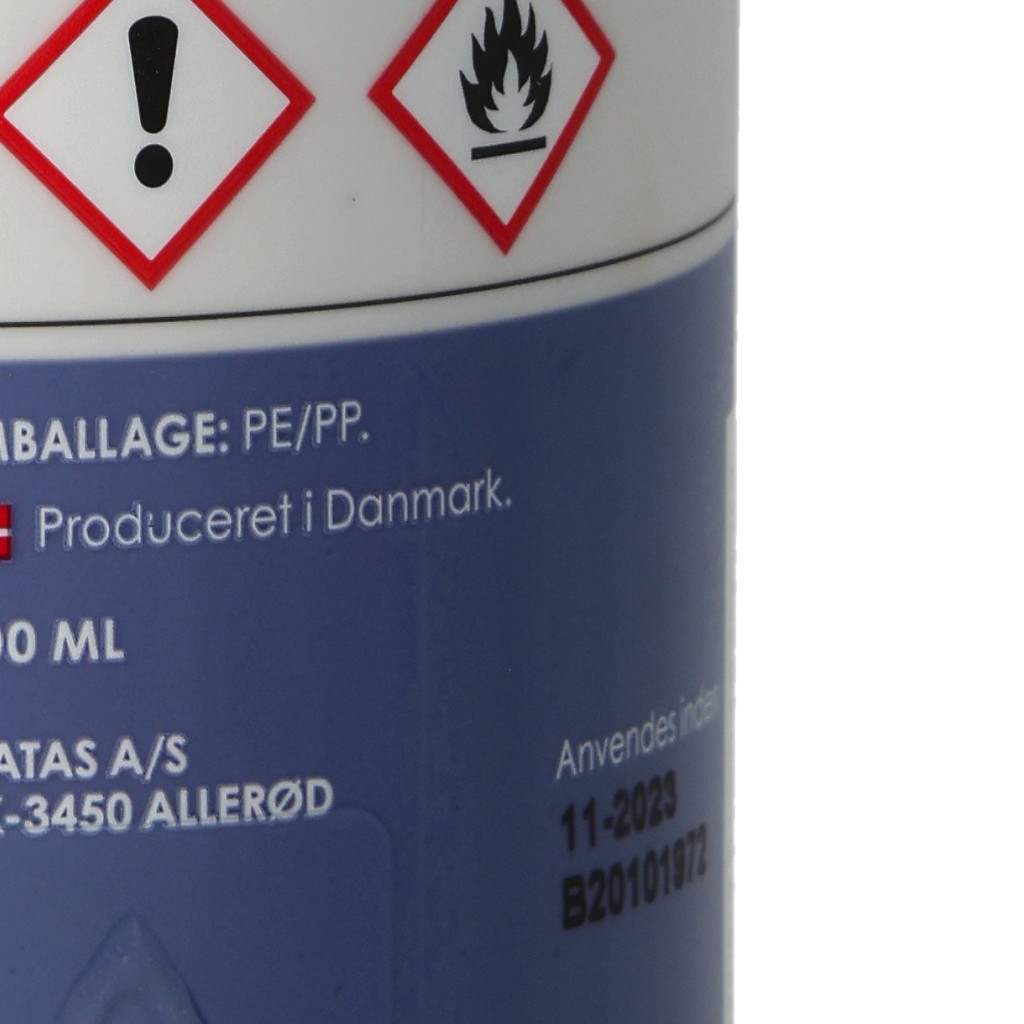 MBALLAGE: PE/PP.
Produceret i Danmark.
00 ML
ATAS A/S
K-3450 ALLERØD
Anvendes inden
11-2023
B20101972